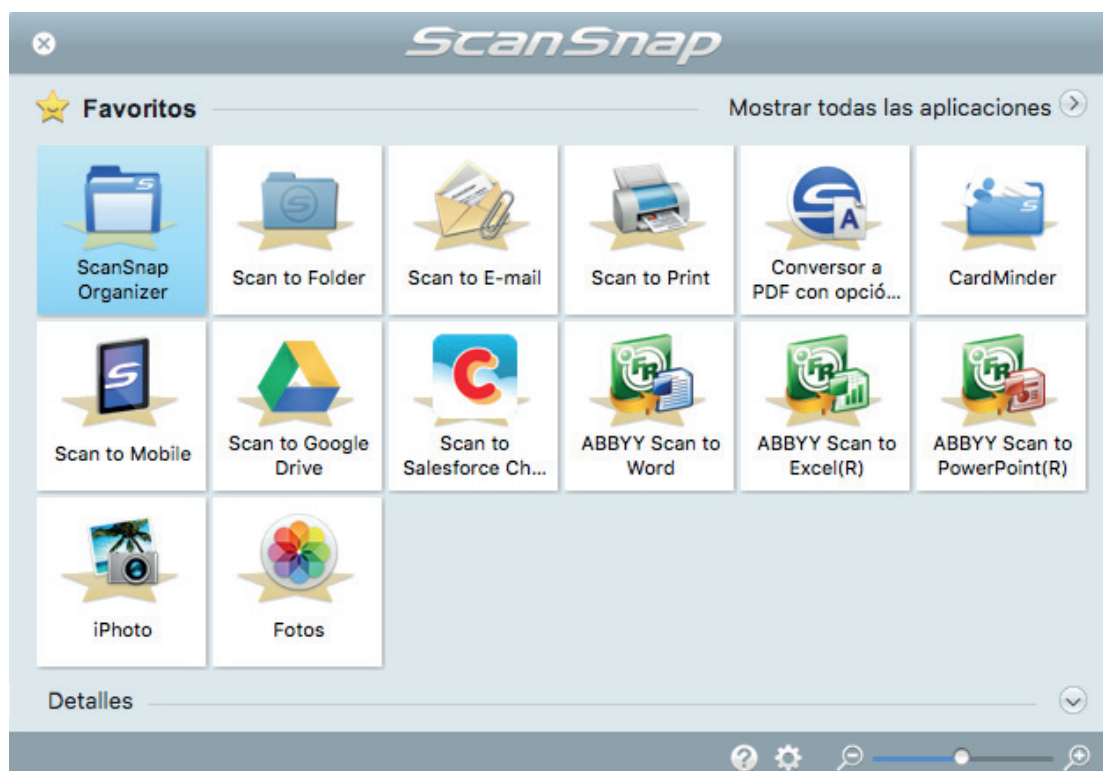 ScanSnap
Favoritos
Mostrar todas las aplicaciones
ScanSnap
Organizer
Scan to Folder
Scan to E-mail
Scan to Print
Conversor a
PDF con opció...
CardMinder
Scan to Mobile
Scan to Google
Drive
Scan to
Salesforce Ch...
ABBYY Scan to
Word
ABBYY Scan to
Excel(R)
ABBYY Scan to
PowerPoint(R)
iPhoto
Fotos
Detalles